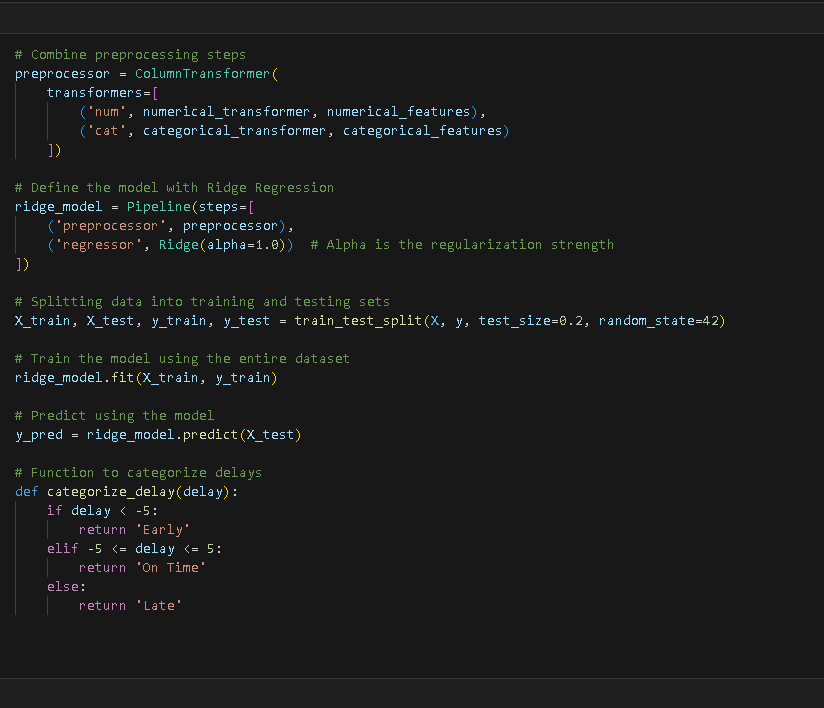 # Combine preprocessing steps
preprocessor = ColumnTransformer(
    transformers=[
        ('num', numerical_transformer, numerical_features),
        ('cat', categorical_transformer, categorical_features)
    ])
# Define the model with Ridge Regression
ridge_model = Pipeline(steps=[
    ('preprocessor', preprocessor),
    ('regressor', Ridge(alpha=1.0))  # Alpha is the regularization strength
])
# Splitting data into training and testing sets
X_train, X_test, y_train, y_test = train_test_split(X, y, test_size=0.2, random_state=42)
# Train the model using the entire dataset
ridge_model.fit(X_train, y_train)
# Predict using the model
y_pred = ridge_model.predict(X_test)
# Function to categorize delays
def categorize_delay(delay):
    if delay < -5:
        return 'Early'
    elif -5 <= delay <= 5:
        return 'On Time'
    else:
        return 'Late'